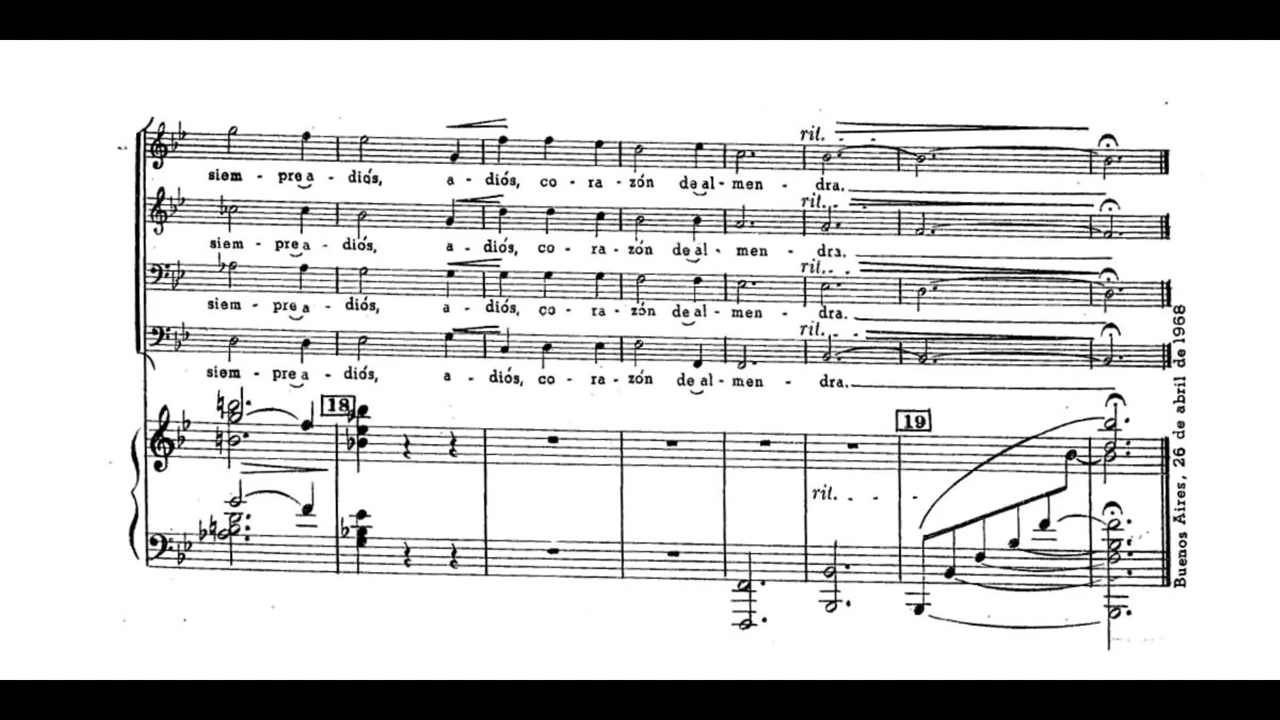 rit. - -
siem - pre a - diós, a - diós, co - ra - zón de al - men - dra.
rit. - -
siem - pre a - diós, a - diós, co - ra - zón de al - men - dra.
rit. - -
siem - pre a - diós, a - diós, co - ra - zón de al - men - dra.
rit. - -
siem - pre a - diós, a - diós, co - ra - zón de al - men - dra.
18
19
rit. - - -
Buenos Aires, 26 de abril de 1968